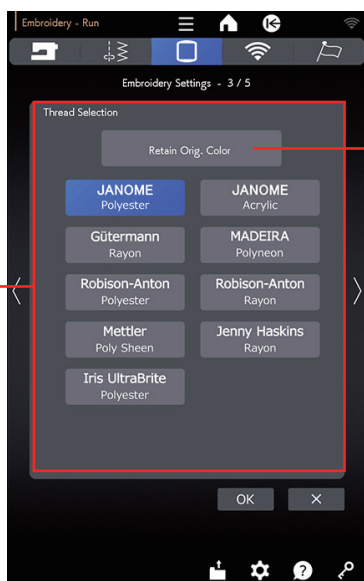 Embroidery - Run
Embroidery Settings - 3 / 5
Thread Selection
Retain Orig. Color
JANOME
Polyester
JANOME
Acrylic
Gütermann
Rayon
MADEIRA
Polyneon
Robison-Anton
Polyester
Robison-Anton
Rayon
Mettler
Poly Sheen
Jenny Haskins
Rayon
Iris UltraBrite
Polyester
OK
X
?